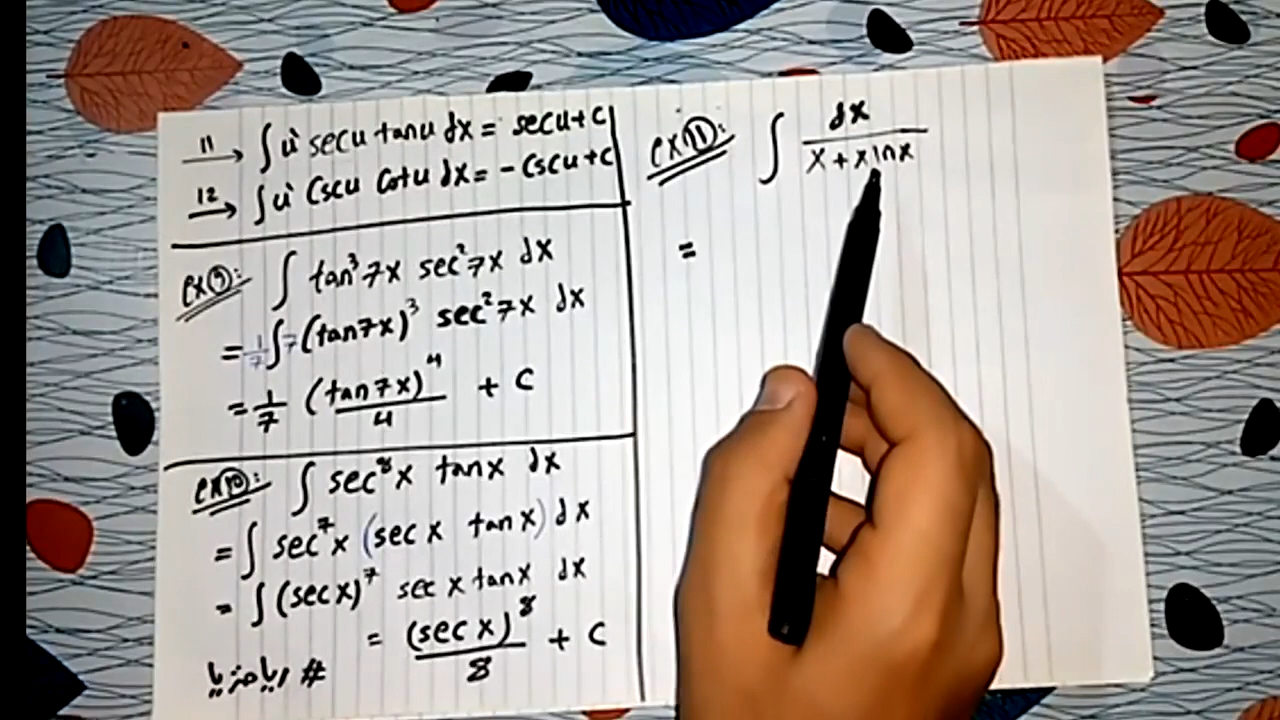 11 → ∫ u' secu tanu dx = secu + c
12 → ∫ u' Cscu Cotu dx = - Cscu + C
ex(9): ∫ tan³7x sec²7x dx
= 1/7 ∫ 7 (tan7x)³ sec²7x dx
= 1/7 (tan7x)⁴/4 + C
ex(10): ∫ sec⁸x tanx dx
= ∫ sec⁷x (secx tanx) dx
= ∫ (secx)⁷ secx tanx dx
= (secx)⁸/8 + C
#رياضزيا
ex(11): ∫ dx/(x + xlnx)
=